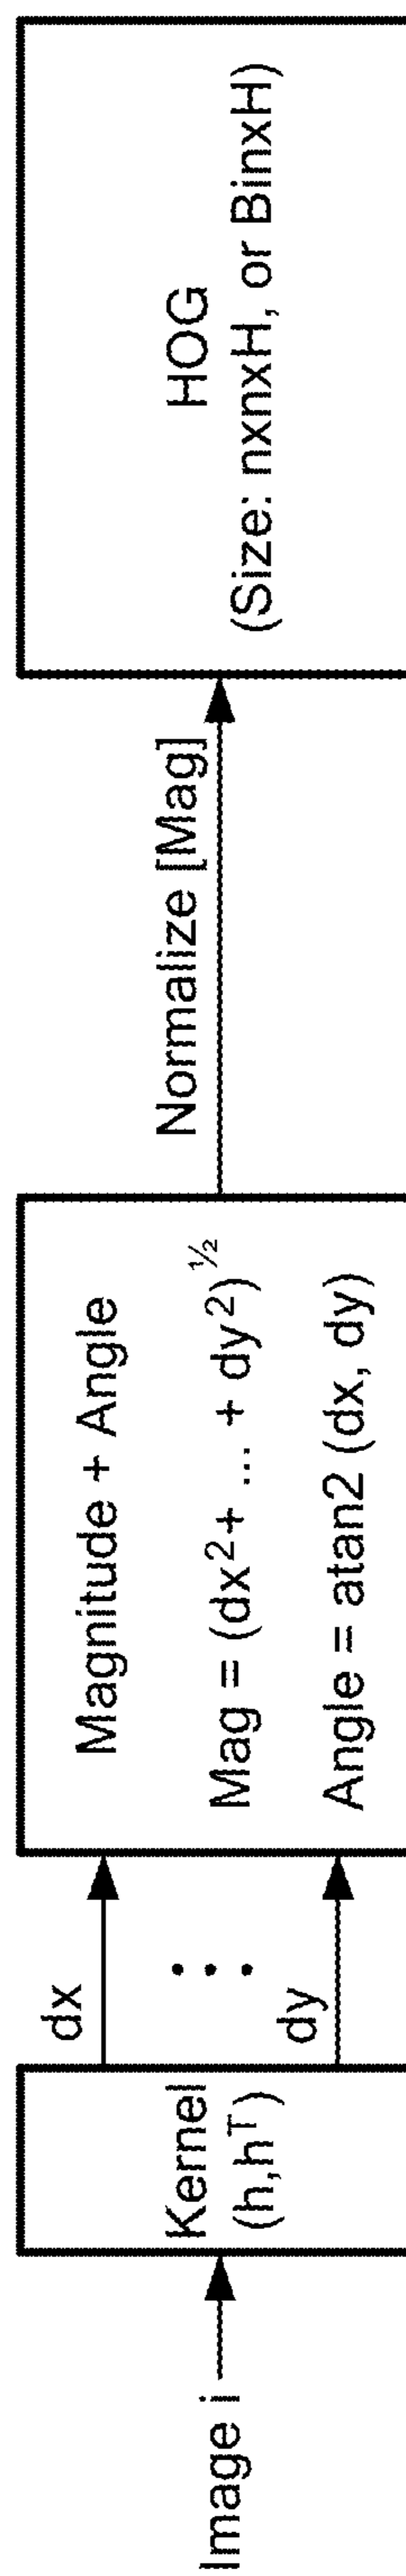 Image i
Kernel
(h,hᵀ)
dx
dy
Magnitude + Angle
Mag = (dx²+ ... + dy²)^½
Angle = atan2 (dx, dy)
Normalize [Mag]
HOG
(Size: nxnxH, or BinxH)